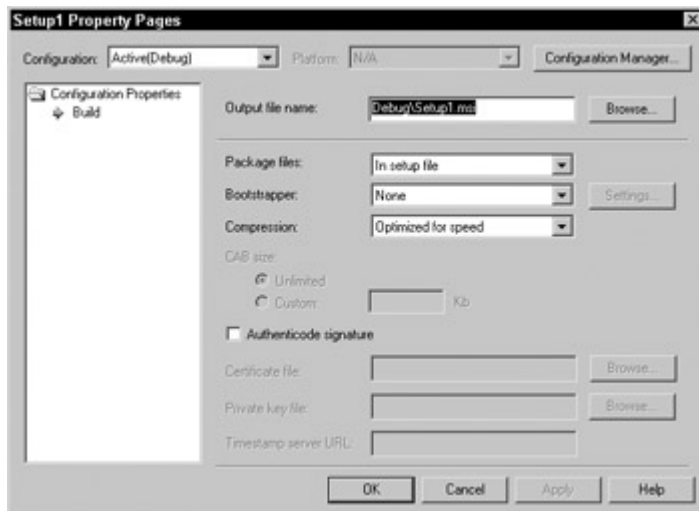 Setup1 Property Pages
Configuration: Active(Debug) Platform: N/A Configuration Manager...
Configuration Properties
Build
Output file name: Debug\Setup1.msi Browse...
Package files: In setup file
Bootstrapper: None Settings...
Compression: Optimized for speed
CAB size:
Unlimited
Custom: Kb
Authenticode signature
Certificate file: Browse...
Private key file: Browse...
Timestamp server URL:
OK Cancel Apply Help